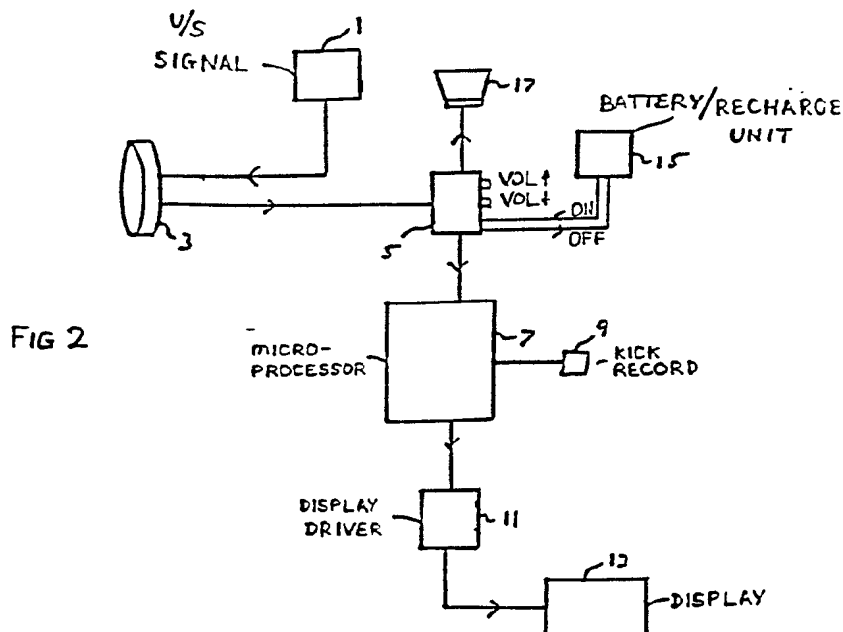 U/S
SIGNAL
1
17
BATTERY/RECHARGE
UNIT
15
VOL↑
VOL↓
ON
OFF
3
5
FIG 2
MICRO-
PROCESSOR
7
9
KICK
RECORD
DISPLAY
DRIVER
11
13
DISPLAY